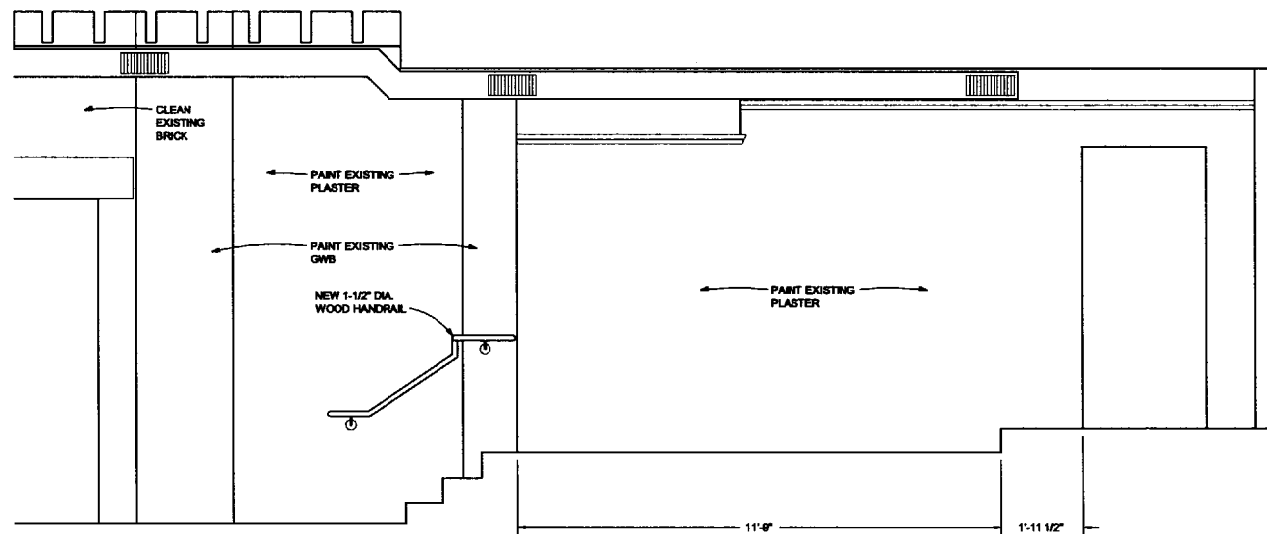 CLEAN
EXISTING
BRICK
PAINT EXISTING
PLASTER
PAINT EXISTING
GWB
NEW 1-1/2" DIA.
WOOD HANDRAIL
PAINT EXISTING
PLASTER
11'-9"
1'-11 1/2"